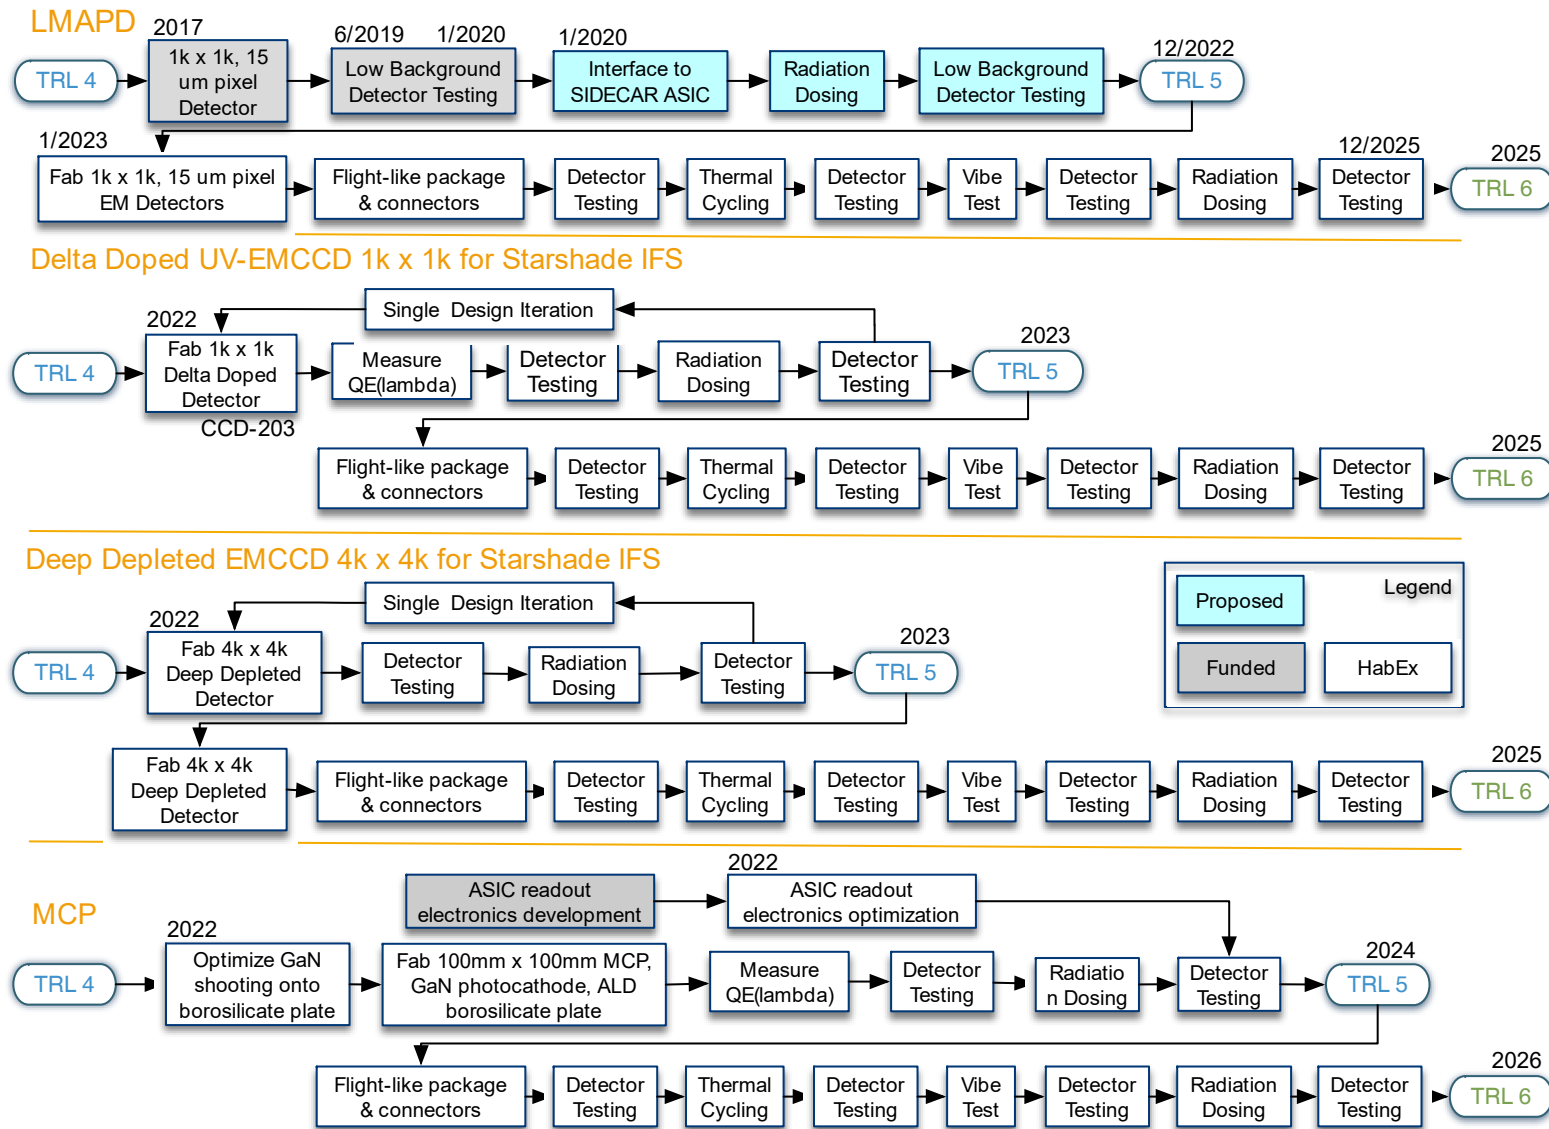 LMAPD
2017
6/2019
1/2020
1/2020
12/2022
TRL 4
1k x 1k, 15
um pixel
Detector
Low Background
Detector Testing
Interface to
SIDECAR ASIC
Radiation
Dosing
Low Background
Detector Testing
TRL 5
1/2023
12/2025
2025
Fab 1k x 1k, 15 um pixel
EM Detectors
Flight-like package
& connectors
Detector
Testing
Thermal
Cycling
Detector
Testing
Vibe
Test
Detector
Testing
Radiation
Dosing
Detector
Testing
TRL 6
Delta Doped UV-EMCCD 1k x 1k for Starshade IFS
Single Design Iteration
2022
2023
TRL 4
Fab 1k x 1k
Delta Doped
Detector
CCD-203
Measure
QE(lambda)
Detector
Testing
Radiation
Dosing
Detector
Testing
TRL 5
2025
Flight-like package
& connectors
Detector
Testing
Thermal
Cycling
Detector
Testing
Vibe
Test
Detector
Testing
Radiation
Dosing
Detector
Testing
TRL 6
Deep Depleted EMCCD 4k x 4k for Starshade IFS
Single Design Iteration
2022
2023
TRL 4
Fab 4k x 4k
Deep Depleted
Detector
Detector
Testing
Radiation
Dosing
Detector
Testing
TRL 5
Legend
Proposed
Funded
HabEx
2025
Fab 4k x 4k
Deep Depleted
Detector
Flight-like package
& connectors
Detector
Testing
Thermal
Cycling
Detector
Testing
Vibe
Test
Detector
Testing
Radiation
Dosing
Detector
Testing
TRL 6
MCP
2022
ASIC readout
electronics development
ASIC readout
electronics optimization
2022
2024
TRL 4
Optimize GaN
shooting onto
borosilicate plate
Fab 100mm x 100mm MCP,
GaN photocathode, ALD
borosilicate plate
Measure
QE(lambda)
Detector
Testing
Radiatio
n Dosing
Detector
Testing
TRL 5
2026
Flight-like package
& connectors
Detector
Testing
Thermal
Cycling
Detector
Testing
Vibe
Test
Detector
Testing
Radiation
Dosing
Detector
Testing
TRL 6